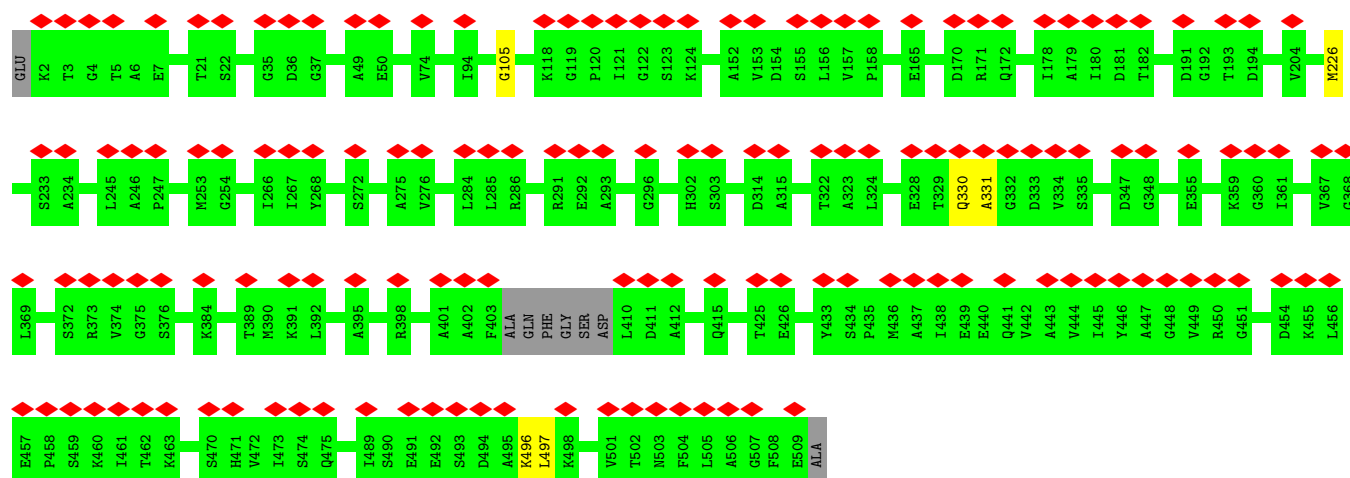 GLU K2 T3 G4 T5 A6 E7 T21 S22 G35 D36 G37 A49 E50 V74 I94 G105 K118 G119 P120 I121 G122 S123 K124 A152 V153 D154 S155 L156 V157 P158 E165 D170 R171 Q172 I178 A179 I180 D181 T182 D191 G192 T193 D194 V204 M226
S233 A234 L245 A246 P247 M253 G254 I266 I267 Y268 S272 A275 V276 L284 L285 R286 R291 E292 A293 G296 H302 S303 D314 A315 T322 A323 L324 E328 T329 Q330 A331 G332 D333 V334 S335 D347 G348 E355 K359 G360 I361 V367 G368
L369 S372 R373 V374 G375 S376 K384 T389 M390 K391 L392 A395 R398 A401 A402 F403 ALA GLN PHE GLY SER ASP L410 D411 A412 Q415 T425 E426 Y433 S434 P435 M436 A437 I438 E439 E440 Q441 V442 A443 V444 I445 Y446 A447 G448 V449 R450 G451 D454 K455 L456
E457 P458 S459 K460 I461 T462 K463 S470 H471 V472 I473 S474 Q475 I489 S490 E491 E492 S493 D494 A495 K496 L497 K498 V501 T502 N503 F504 L505 A506 G507 F508 E509 ALA